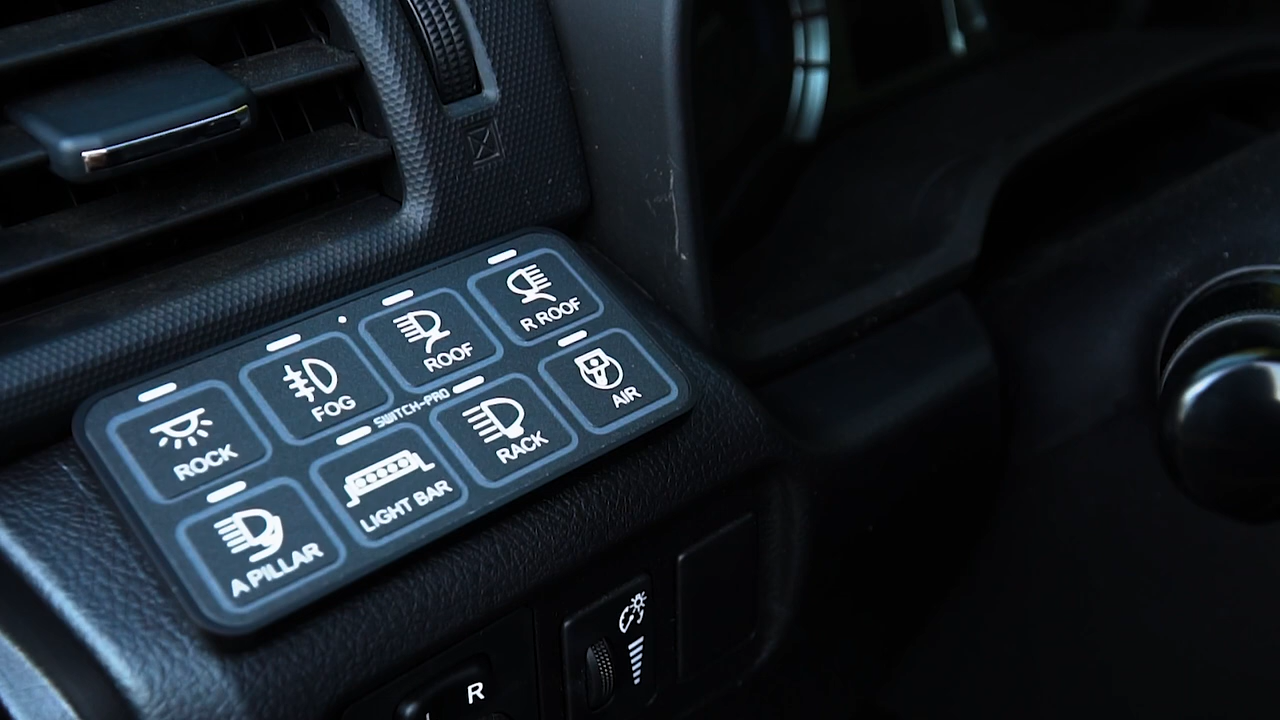 ROCK
FOG
ROOF
R ROOF
SWITCH-PRO
A PILLAR
LIGHT BAR
RACK
AIR
R